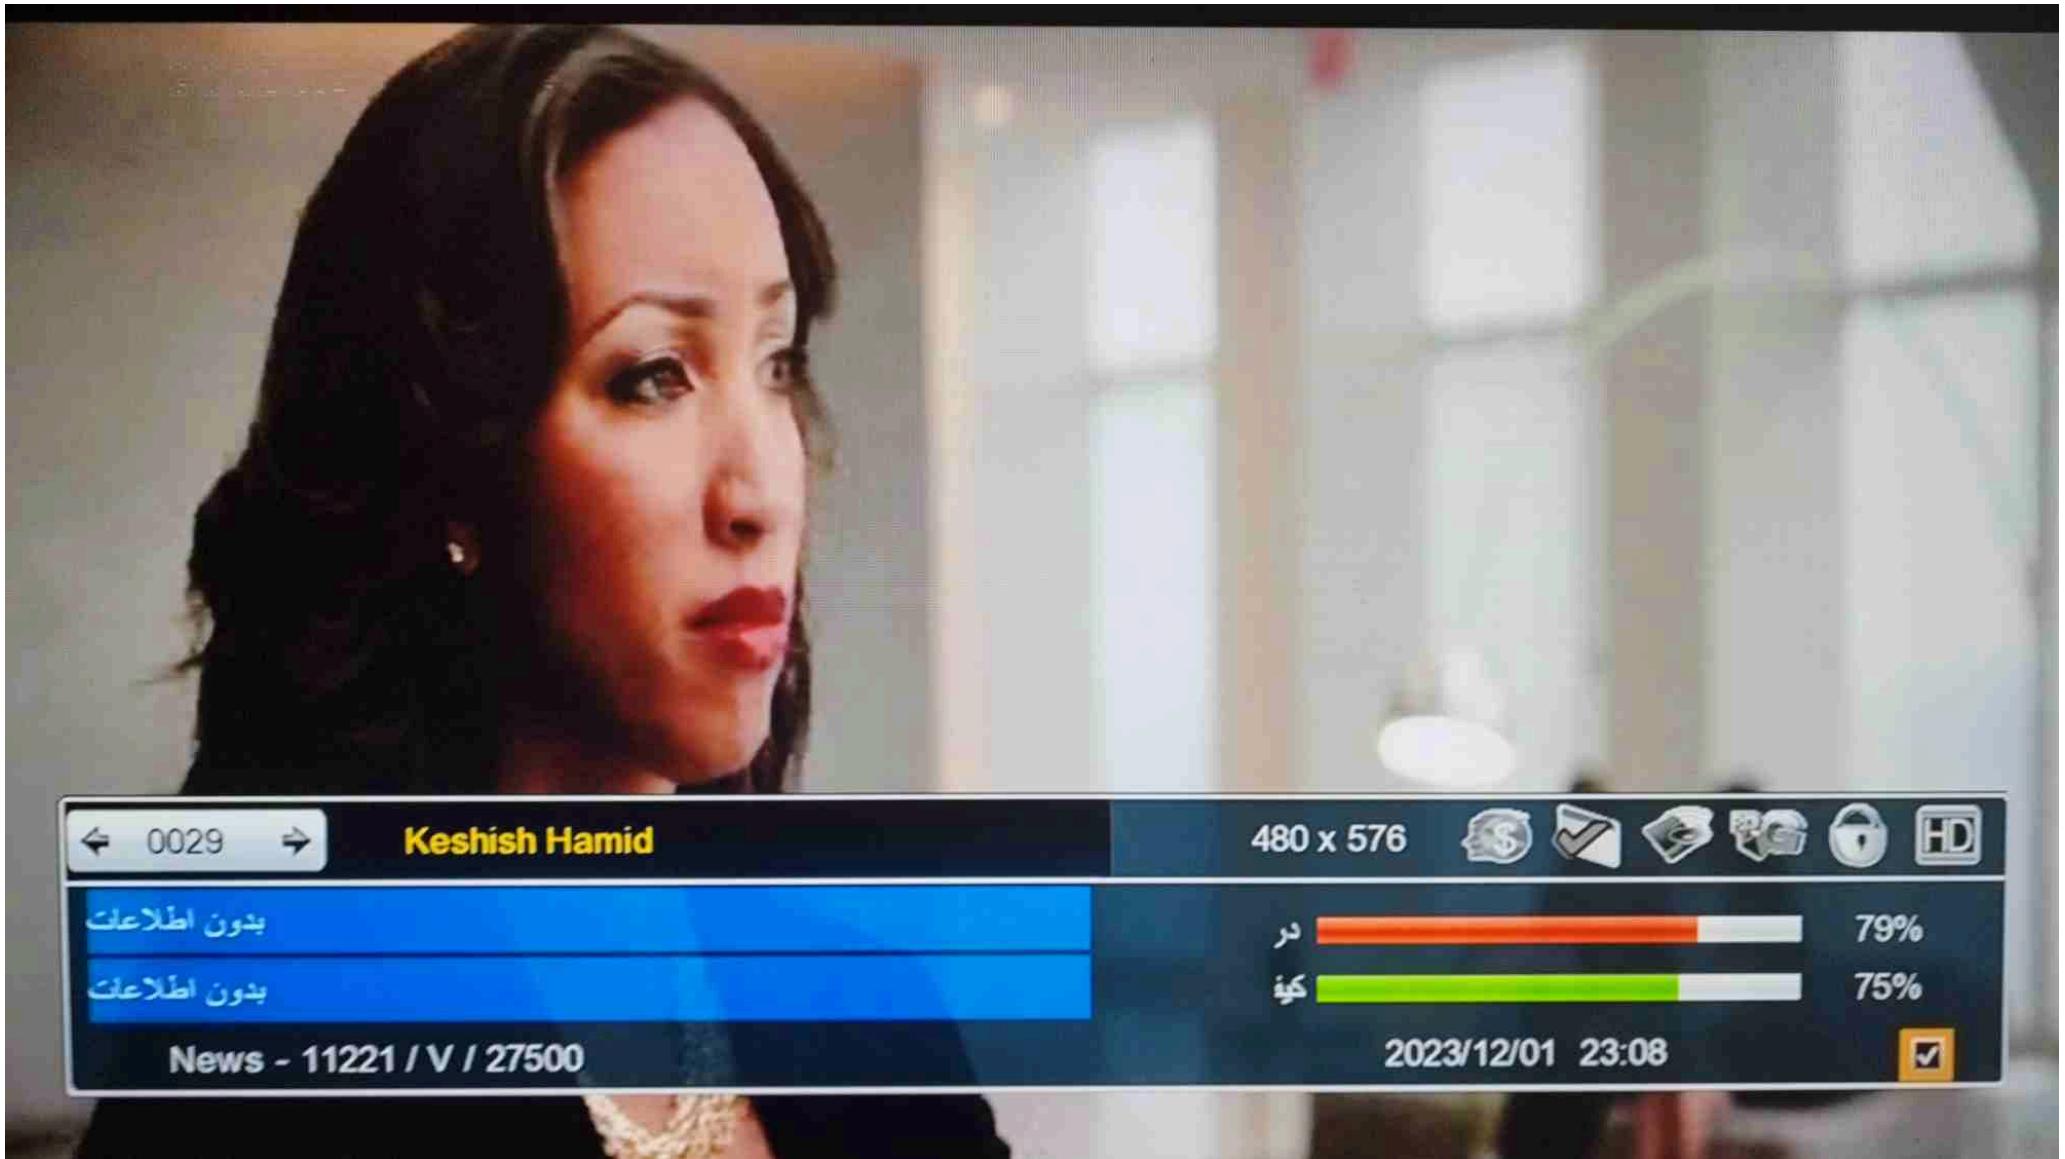 0029 Keshish Hamid 480 x 576 HD
بدون اطلاعات
در 79%
بدون اطلاعات
کیف 75%
News - 11221 / V / 27500 2023/12/01 23:08